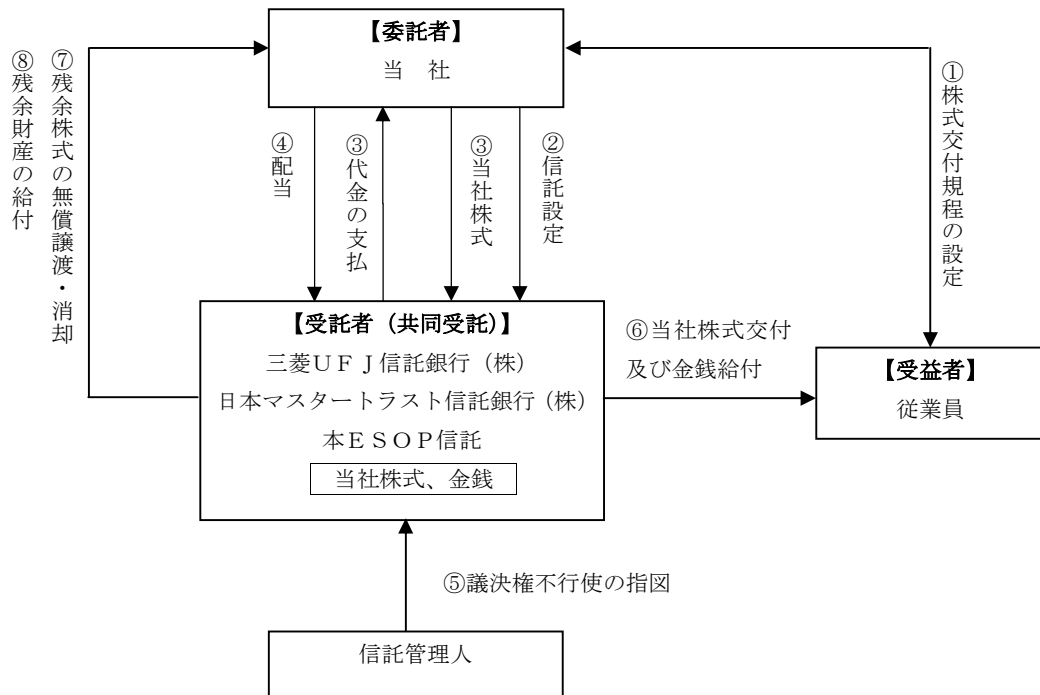 【委託者】
当　社
⑧残余財産の給付
⑦残余株式の無償譲渡・消却
④配当
③代金の支払
③当社株式
②信託設定
①株式交付規程の設定
【受託者（共同受託）】
三菱ＵＦＪ信託銀行（株）
日本マスタートラスト信託銀行（株）
本ＥＳＯＰ信託
当社株式、金銭
⑥当社株式交付
及び金銭給付
【受益者】
従業員
⑤議決権不行使の指図
信託管理人